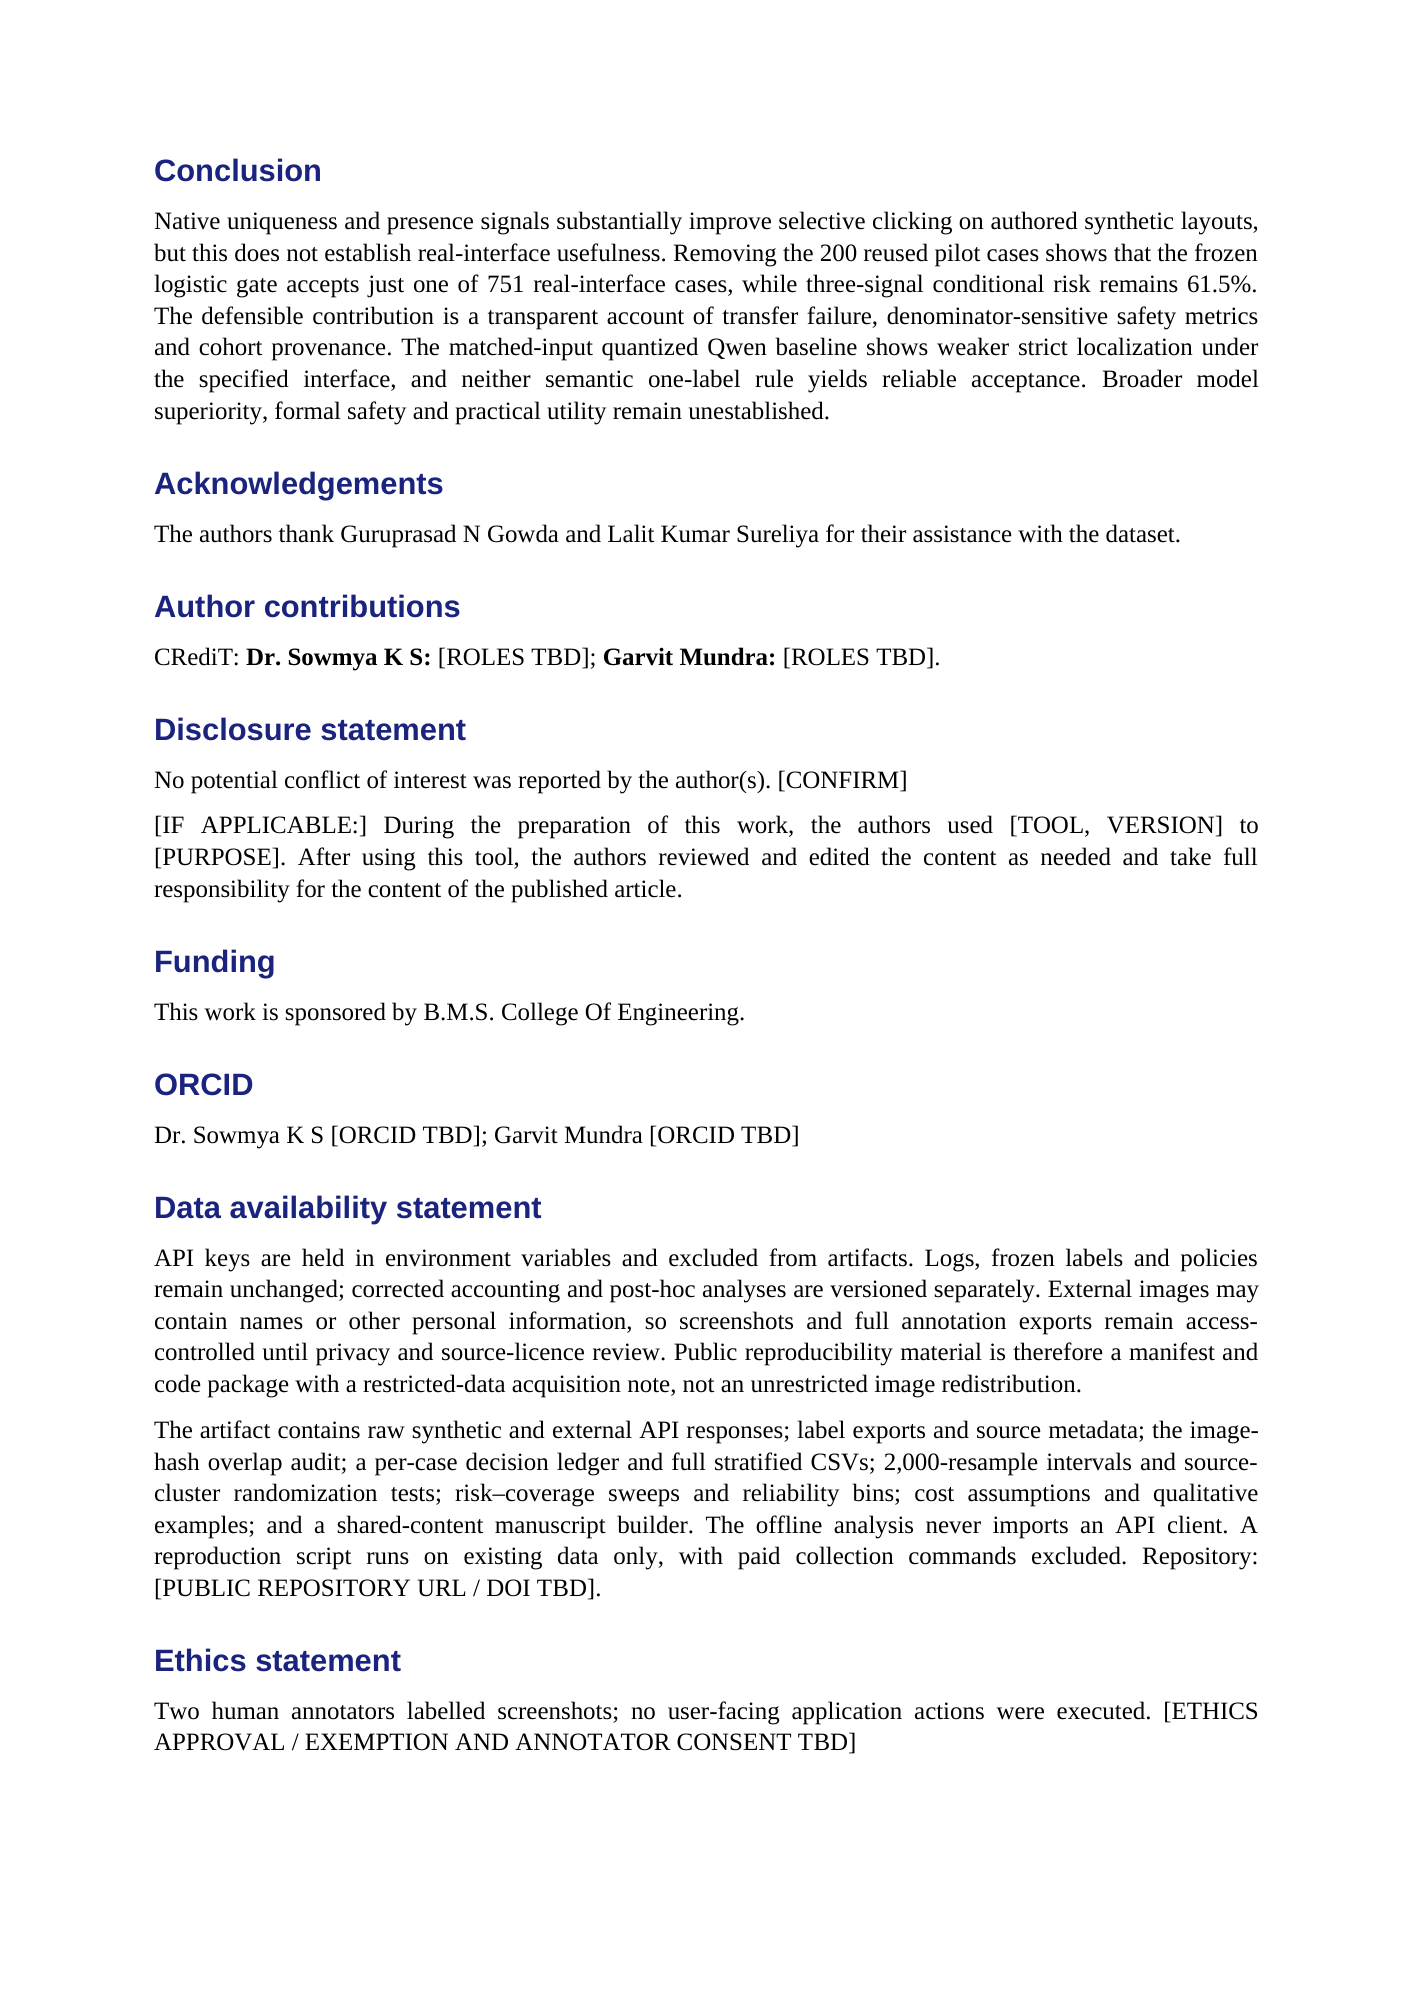 Conclusion
Native uniqueness and presence signals substantially improve selective clicking on authored synthetic layouts,
but this does not establish real-interface usefulness. Removing the 200 reused pilot cases shows that the frozen
logistic gate accepts just one of 751 real-interface cases, while three-signal conditional risk remains 61.5%.
The defensible contribution is a transparent account of transfer failure, denominator-sensitive safety metrics
and cohort provenance. The matched-input quantized Qwen baseline shows weaker strict localization under
the specified interface, and neither semantic one-label rule yields reliable acceptance. Broader model
superiority, formal safety and practical utility remain unestablished.
Acknowledgements
The authors thank Guruprasad N Gowda and Lalit Kumar Sureliya for their assistance with the dataset.
Author contributions
CRediT: Dr. Sowmya K S: [ROLES TBD]; Garvit Mundra: [ROLES TBD].
Disclosure statement
No potential conflict of interest was reported by the author(s). [CONFIRM]
[IF APPLICABLE:] During the preparation of this work, the authors used [TOOL, VERSION] to
[PURPOSE]. After using this tool, the authors reviewed and edited the content as needed and take full
responsibility for the content of the published article.
Funding
This work is sponsored by B.M.S. College Of Engineering.
ORCID
Dr. Sowmya K S [ORCID TBD]; Garvit Mundra [ORCID TBD]
Data availability statement
API keys are held in environment variables and excluded from artifacts. Logs, frozen labels and policies
remain unchanged; corrected accounting and post-hoc analyses are versioned separately. External images may
contain names or other personal information, so screenshots and full annotation exports remain access-
controlled until privacy and source-licence review. Public reproducibility material is therefore a manifest and
code package with a restricted-data acquisition note, not an unrestricted image redistribution.
The artifact contains raw synthetic and external API responses; label exports and source metadata; the image-
hash overlap audit; a per-case decision ledger and full stratified CSVs; 2,000-resample intervals and source-
cluster randomization tests; risk–coverage sweeps and reliability bins; cost assumptions and qualitative
examples; and a shared-content manuscript builder. The offline analysis never imports an API client. A
reproduction script runs on existing data only, with paid collection commands excluded. Repository:
[PUBLIC REPOSITORY URL / DOI TBD].
Ethics statement
Two human annotators labelled screenshots; no user-facing application actions were executed. [ETHICS
APPROVAL / EXEMPTION AND ANNOTATOR CONSENT TBD]